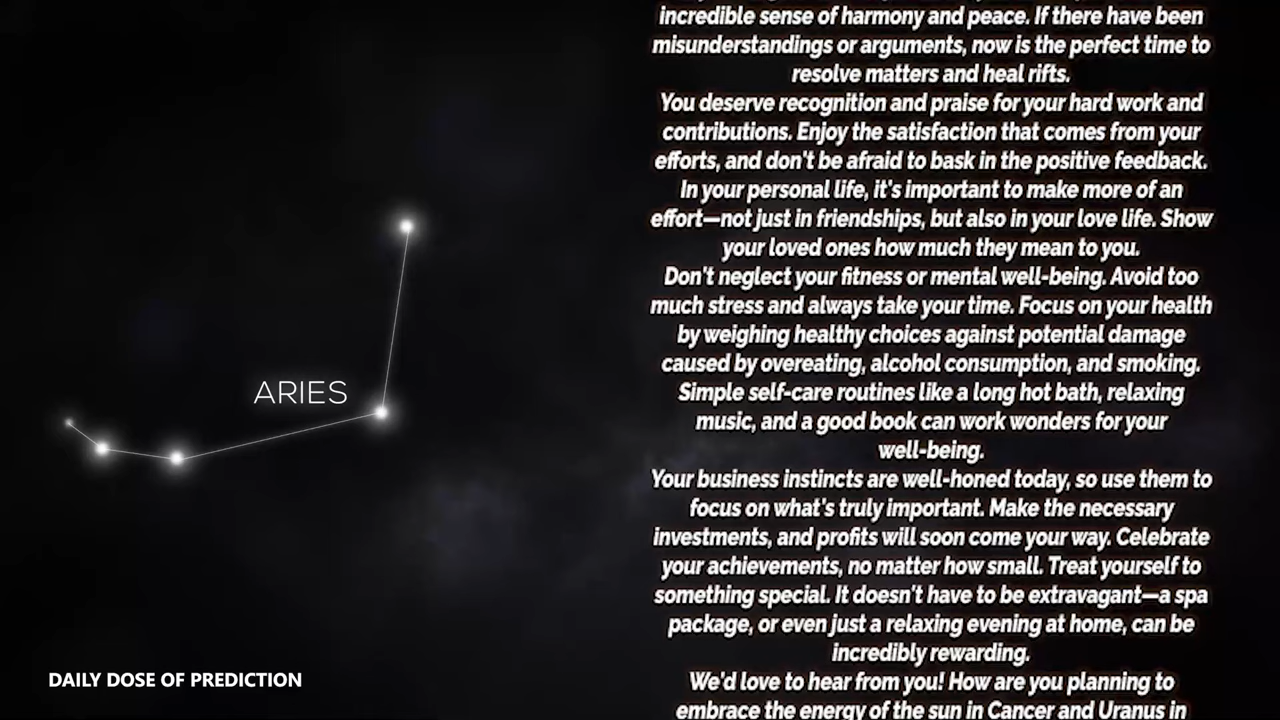 incredible sense of harmony and peace. If there have been
misunderstandings or arguments, now is the perfect time to
resolve matters and heal rifts.
You deserve recognition and praise for your hard work and
contributions. Enjoy the satisfaction that comes from your
efforts, and don't be afraid to bask in the positive feedback.
In your personal life, it's important to make more of an
effort—not just in friendships, but also in your love life. Show
your loved ones how much they mean to you.
Don't neglect your fitness or mental well-being. Avoid too
much stress and always take your time. Focus on your health
by weighing healthy choices against potential damage
caused by overeating, alcohol consumption, and smoking.
Simple self-care routines like a long hot bath, relaxing
music, and a good book can work wonders for your
well-being.
Your business instincts are well-honed today, so use them to
focus on what's truly important. Make the necessary
investments, and profits will soon come your way. Celebrate
your achievements, no matter how small. Treat yourself to
something special. It doesn't have to be extravagant—a spa
package, or even just a relaxing evening at home, can be
incredibly rewarding.
We'd love to hear from you! How are you planning to
embrace the energy of the sun in Cancer and Uranus in
ARIES
DAILY DOSE OF PREDICTION